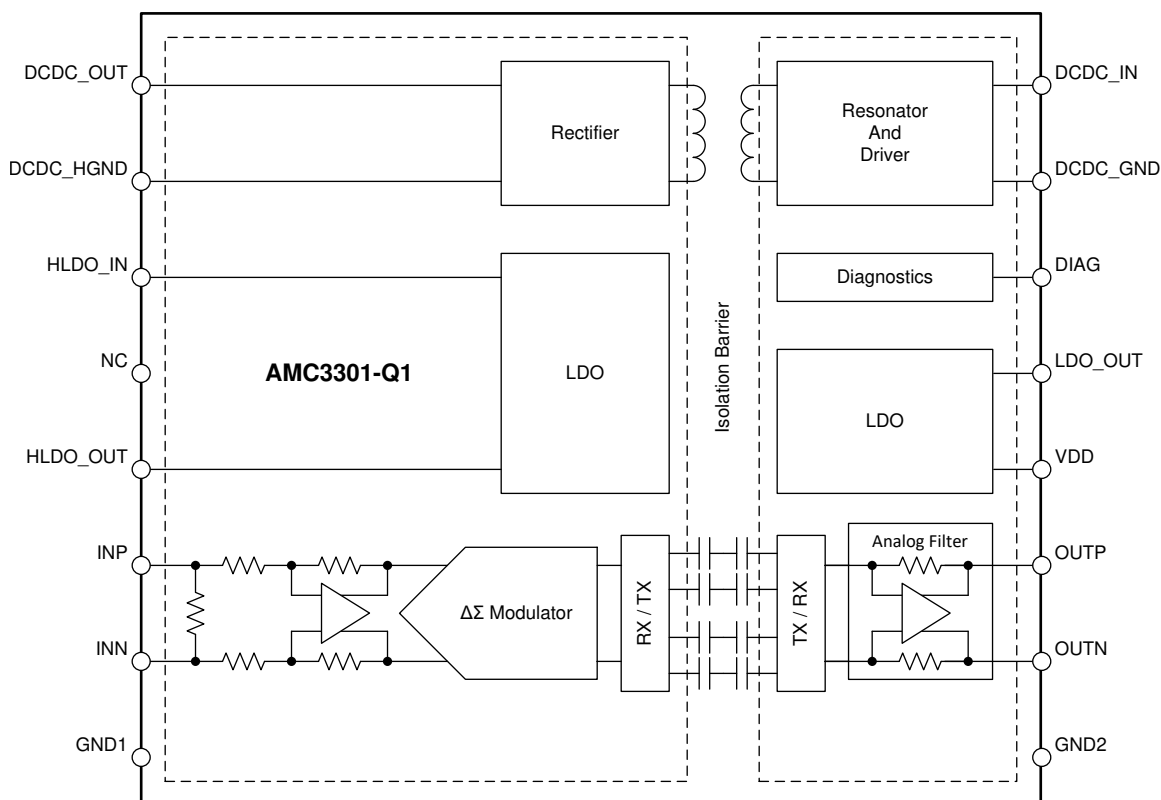 DCDC_OUT
DCDC_HGND
HLDO_IN
NC
HLDO_OUT
INP
INN
GND1
Rectifier
AMC3301-Q1
LDO
ΔΣ Modulator
RX / TX
Isolation Barrier
Resonator
And
Driver
Diagnostics
LDO
TX / RX
Analog Filter
DCDC_IN
DCDC_GND
DIAG
LDO_OUT
VDD
OUTP
OUTN
GND2